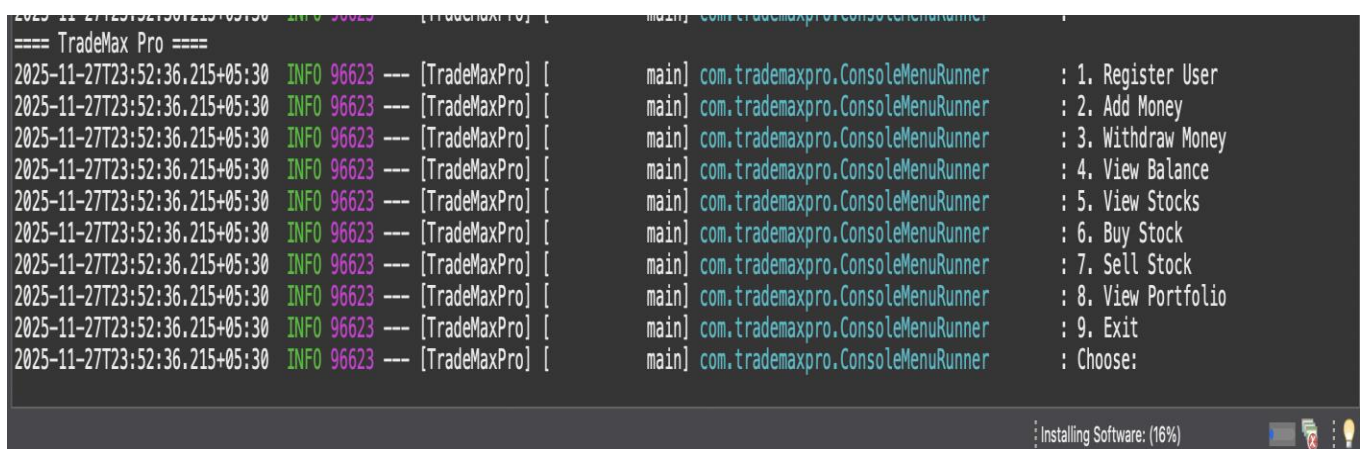 ==== TradeMax Pro ====
2025-11-27T23:52:36.215+05:30  INFO 96623 --- [TradeMaxPro] [           main] com.trademaxpro.ConsoleMenuRunner        : 1. Register User
2025-11-27T23:52:36.215+05:30  INFO 96623 --- [TradeMaxPro] [           main] com.trademaxpro.ConsoleMenuRunner        : 2. Add Money
2025-11-27T23:52:36.215+05:30  INFO 96623 --- [TradeMaxPro] [           main] com.trademaxpro.ConsoleMenuRunner        : 3. Withdraw Money
2025-11-27T23:52:36.215+05:30  INFO 96623 --- [TradeMaxPro] [           main] com.trademaxpro.ConsoleMenuRunner        : 4. View Balance
2025-11-27T23:52:36.215+05:30  INFO 96623 --- [TradeMaxPro] [           main] com.trademaxpro.ConsoleMenuRunner        : 5. View Stocks
2025-11-27T23:52:36.215+05:30  INFO 96623 --- [TradeMaxPro] [           main] com.trademaxpro.ConsoleMenuRunner        : 6. Buy Stock
2025-11-27T23:52:36.215+05:30  INFO 96623 --- [TradeMaxPro] [           main] com.trademaxpro.ConsoleMenuRunner        : 7. Sell Stock
2025-11-27T23:52:36.215+05:30  INFO 96623 --- [TradeMaxPro] [           main] com.trademaxpro.ConsoleMenuRunner        : 8. View Portfolio
2025-11-27T23:52:36.215+05:30  INFO 96623 --- [TradeMaxPro] [           main] com.trademaxpro.ConsoleMenuRunner        : 9. Exit
2025-11-27T23:52:36.215+05:30  INFO 96623 --- [TradeMaxPro] [           main] com.trademaxpro.ConsoleMenuRunner        : Choose:
Installing Software: (16%)